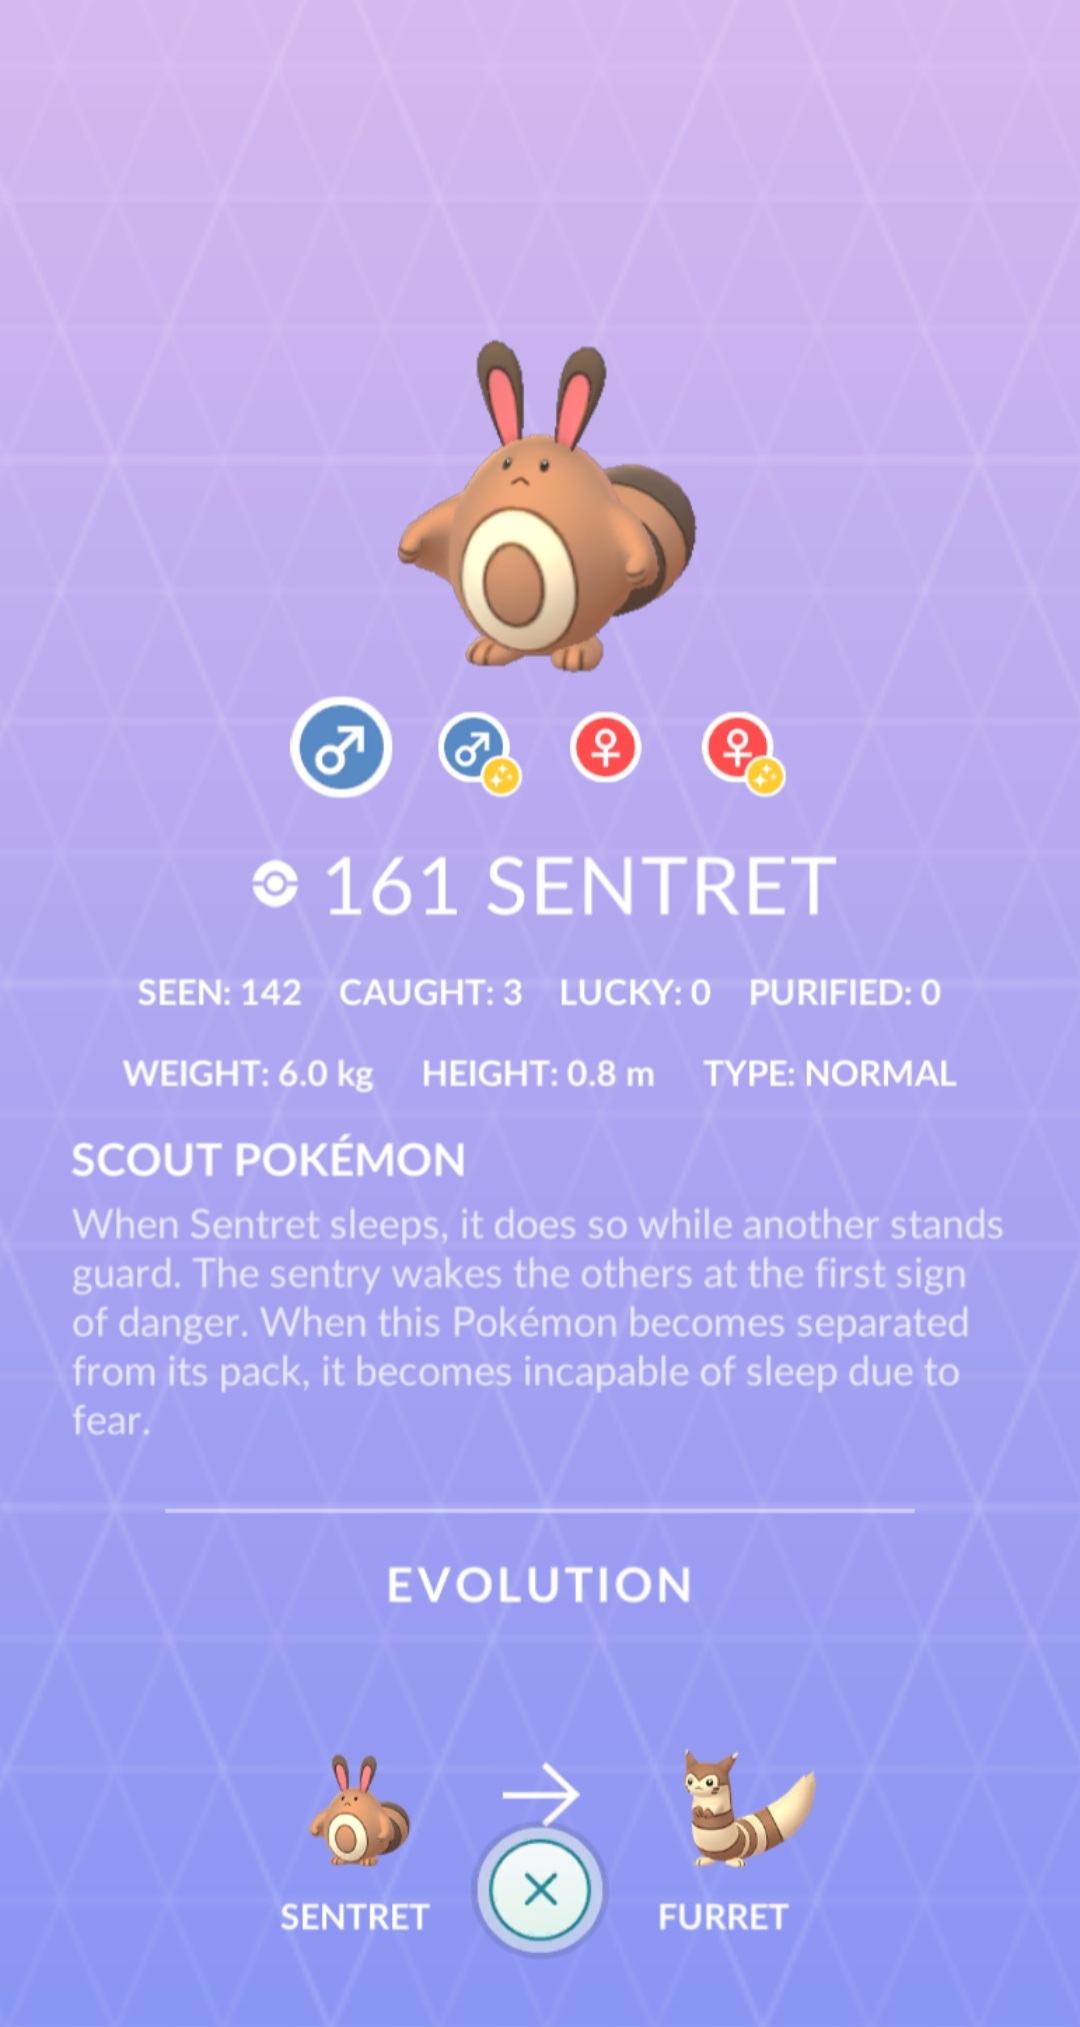 161 SENTRET
SEEN: 142 CAUGHT: 3 LUCKY: 0 PURIFIED: 0
WEIGHT: 6.0 kg HEIGHT: 0.8 m TYPE: NORMAL
SCOUT POKÉMON
When Sentret sleeps, it does so while another stands
guard. The sentry wakes the others at the first sign
of danger. When this Pokémon becomes separated
from its pack, it becomes incapable of sleep due to
fear.
EVOLUTION
SENTRET FURRET